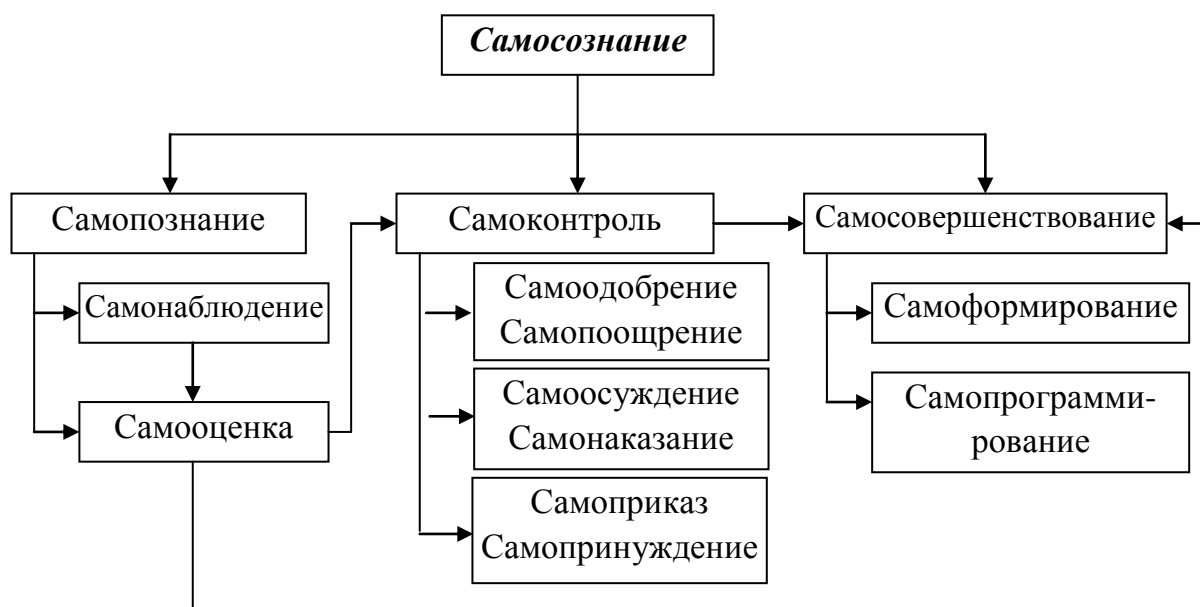 Самосознание
Самопознание
Самоконтроль
Самосовершенствование
Самонаблюдение
Самооценка
Самоодобрение
Самопоощрение
Самоосуждение
Самонаказание
Самоприказ
Самопринуждение
Самоформирование
Самопрограмми-
рование